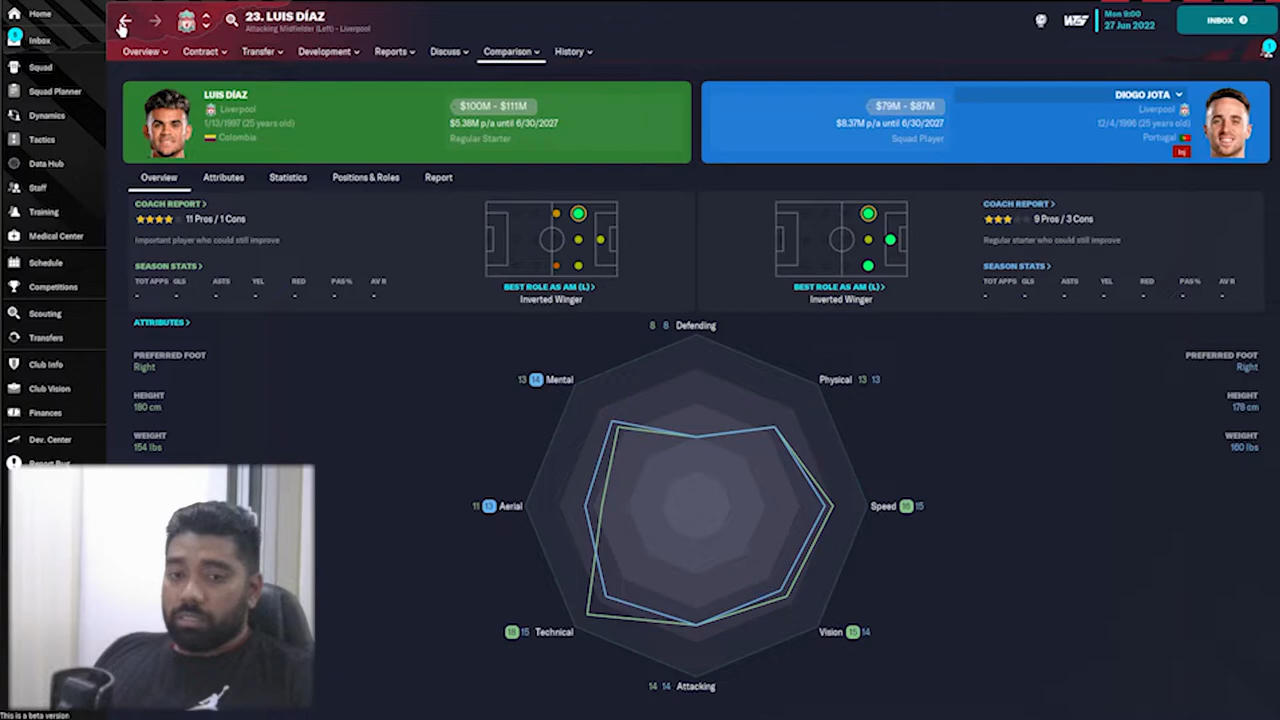 Home
Inbox
Squad
Squad Planner
Dynamics
Tactics
Data Hub
Staff
Training
Medical Center
Schedule
Competitions
Scouting
Transfers
Club Info
Club Vision
Finances
Dev. Center
23. LUIS DÍAZ
Attacking Midfielder (Left) - Liverpool
Mon 9:00
27 Jun 2022
INBOX
Overview Contract Transfer Development Reports Discuss Comparison History
LUIS DÍAZ
Liverpool
1/13/1997 (25 years old)
Colombia
$100M - $111M
$5.38M p/a until 6/30/2027
Regular Starter
$79M - $87M
$8.37M p/a until 6/30/2027
Squad Player
DIOGO JOTA
Liverpool
12/4/1996 (25 years old)
Portugal
Inj
Overview Attributes Statistics Positions & Roles Report
COACH REPORT >
11 Pros / 1 Cons
Important player who could still improve
SEASON STATS >
TOT APPS GLS ASTS YEL RED PAS% AV R
- - - - - - -
BEST ROLE AS AM (L) >
Inverted Winger
BEST ROLE AS AM (L) >
Inverted Winger
COACH REPORT >
9 Pros / 3 Cons
Regular starter who could still improve
SEASON STATS >
TOT APPS GLS ASTS YEL RED PAS% AV R
- - - - - - -
ATTRIBUTES >
PREFERRED FOOT
Right
HEIGHT
180 cm
WEIGHT
154 lbs
8 8 Defending
13 14 Mental
Physical 13 13
11 13 Aerial
Speed 16 15
18 15 Technical
Vision 15 14
14 14 Attacking
PREFERRED FOOT
Right
HEIGHT
178 cm
WEIGHT
160 lbs
This is a beta version